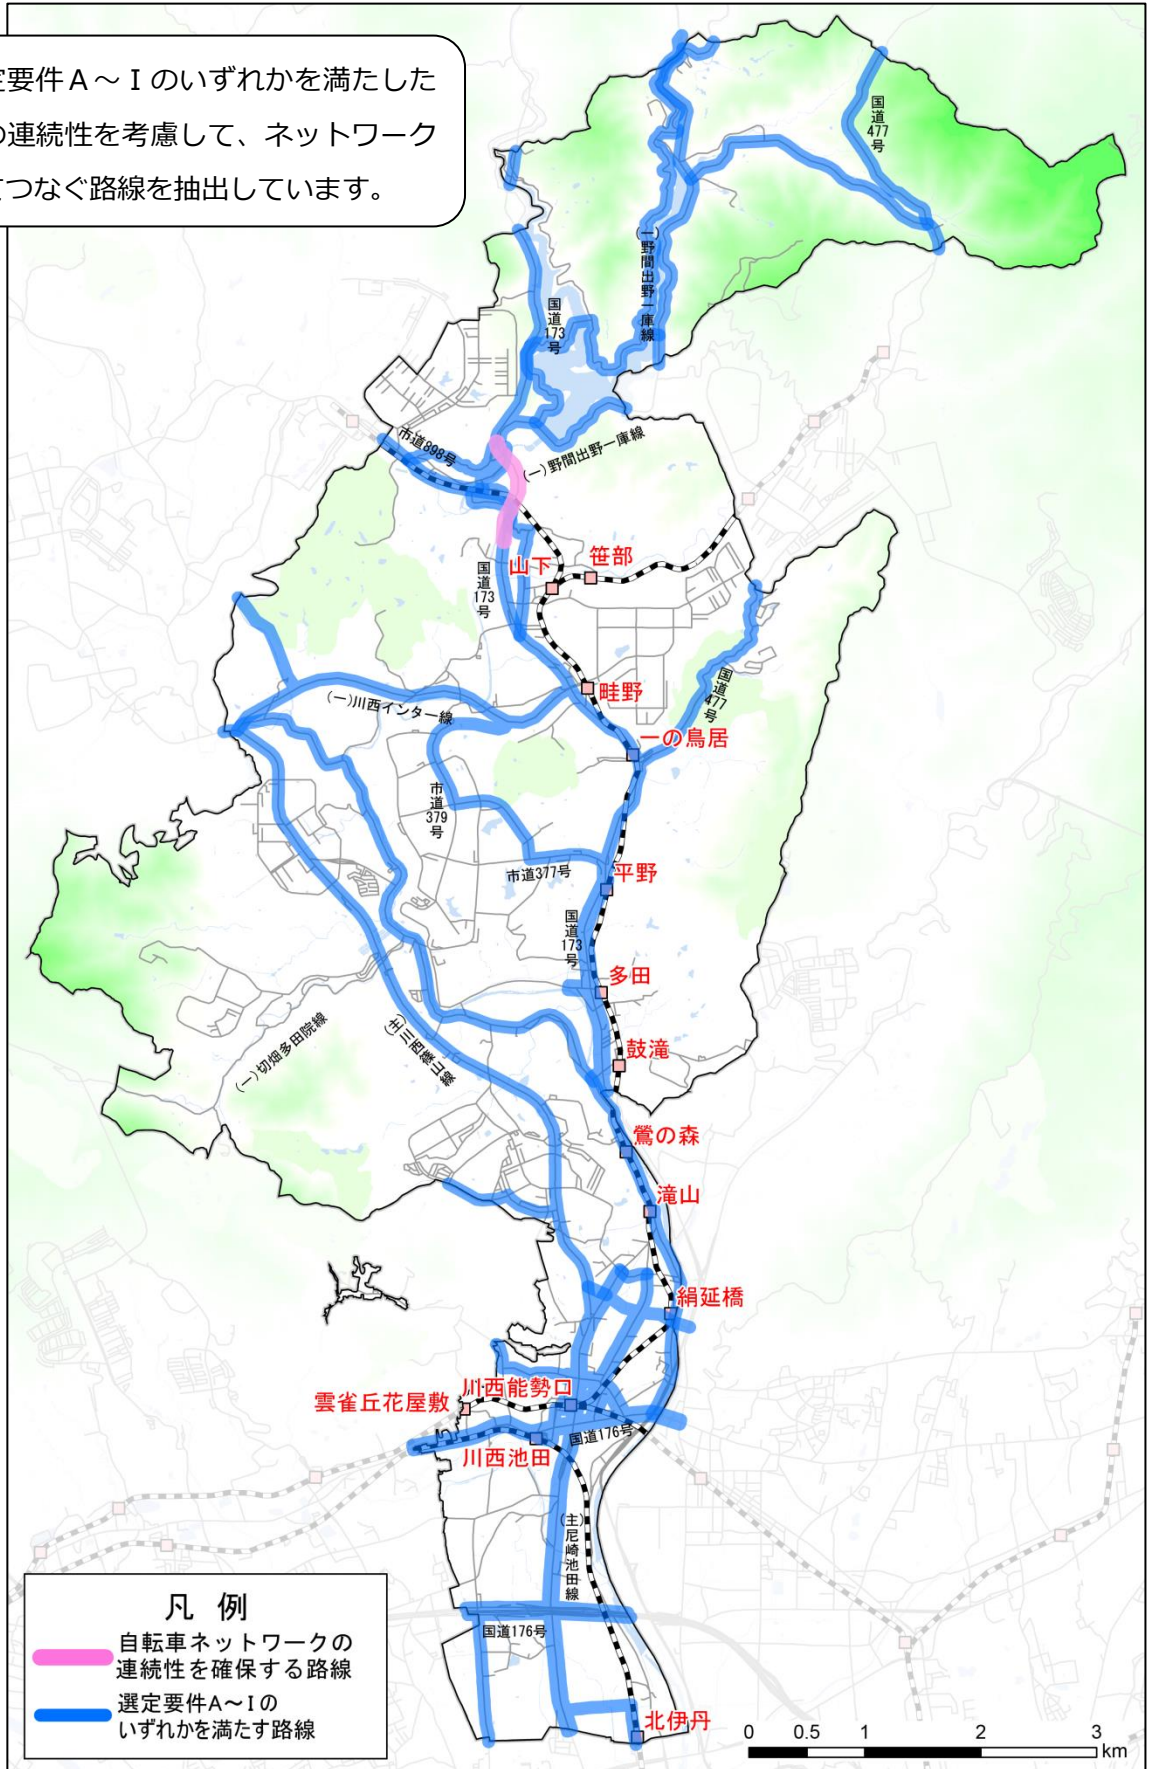 定要件A～Iのいずれかを満たした
の連続性を考慮して、ネットワーク
てつなぐ路線を抽出しています。
国道477号
(一)野間出野一庫線
国道173号
市道898号
(一)野間出野一庫線
国道173号
山下
笹部
畦野
国道477号
(一)川西インター線
一の鳥居
市道379号
市道377号
平野
国道173号
多田
(一)切畑多田院線
(主)川西篠山線
鼓滝
鶯の森
滝山
絹延橋
雲雀丘花屋敷
川西能勢口
国道176号
川西池田
(主)尼崎池田線
国道176号
北伊丹
凡 例
自転車ネットワークの
連続性を確保する路線
選定要件A～Iの
いずれかを満たす路線
0 0.5 1 2 3
km